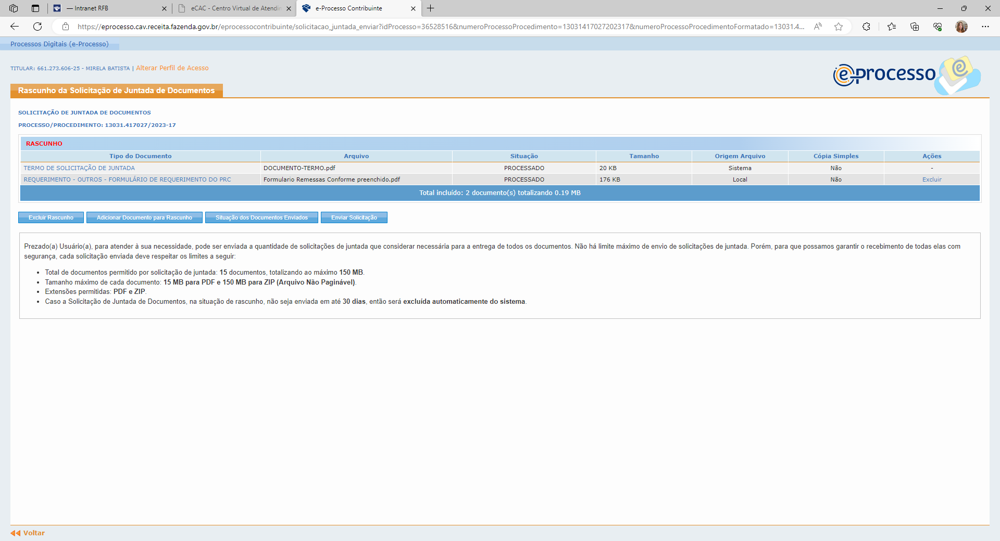 — Intranet RFB
eCAC - Centro Virtual de Atendin
e-Processo Contribuinte
https://eprocesso.cav.receita.fazenda.gov.br/eprocessocontribuinte/solicitacao_juntada_enviar?idProcesso=36528516&numeroProcessoProcedimento=13031417027202317&numeroProcessoProcedimentoFormatado=13031.4...
Processos Digitais (e-Processo)
TITULAR: 661.273.606-25 - MIRELA BATISTA | Alterar Perfil de Acesso
e-processo
Rascunho da Solicitação de Juntada de Documentos
SOLICITAÇÃO DE JUNTADA DE DOCUMENTOS
PROCESSO/PROCEDIMENTO: 13031.417027/2023-17
RASCUNHO
Tipo do Documento Arquivo Situação Tamanho Origem Arquivo Cópia Simples Ações
TERMO DE SOLICITAÇÃO DE JUNTADA DOCUMENTO-TERMO.pdf PROCESSADO 20 KB Sistema Não -
REQUERIMENTO - OUTROS - FORMULÁRIO DE REQUERIMENTO DO PRC Formulario Remessas Conforme preenchido.pdf PROCESSADO 176 KB Local Não Excluir
Total incluído: 2 documento(s) totalizando 0.19 MB
Excluir Rascunho Adicionar Documento para Rascunho Situação dos Documentos Enviados Enviar Solicitação
Prezado(a) Usuário(a), para atender à sua necessidade, pode ser enviada a quantidade de solicitações de juntada que considerar necessária para a entrega de todos os documentos. Não há limite máximo de envio de solicitações de juntada. Porém, para que possamos garantir o recebimento de todas elas com
segurança, cada solicitação enviada deve respeitar os limites a seguir:
• Total de documentos permitido por solicitação de juntada: 15 documentos, totalizando ao máximo 150 MB.
• Tamanho máximo de cada documento: 15 MB para PDF e 150 MB para ZIP (Arquivo Não Paginável).
• Extensões permitidas: PDF e ZIP.
• Caso a Solicitação de Juntada de Documentos, na situação de rascunho, não seja enviada em até 30 dias, então será excluída automaticamente do sistema.
Voltar